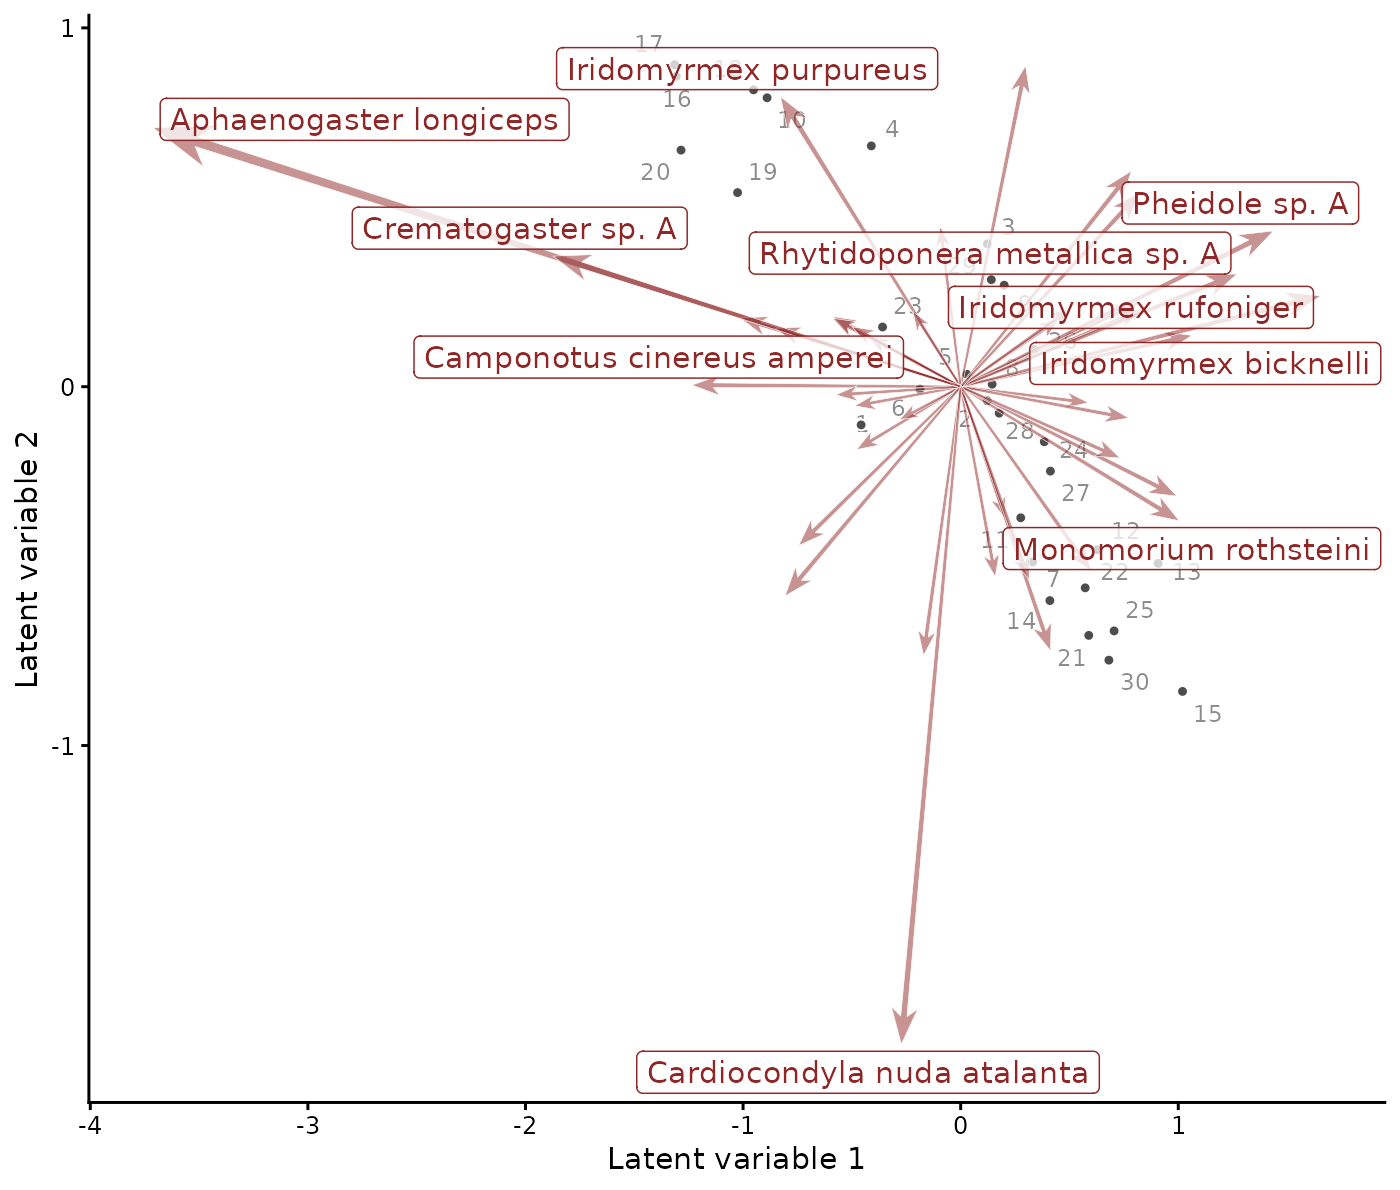 1
17
Iridomyrmex purpureus
16
Aphaenogaster longiceps
10
4
20
19
Pheidole sp. A
Crematogaster sp. A
3
Rhytidoponera metallica sp. A
23
Iridomyrmex rufoniger
5
8
Camponotus cinereus amperei
Iridomyrmex bicknelli
0
6
2
1
28
24
27
12
11
Monomorium rothsteini
7
22
13
14
25
21
30
15
-1
Cardiocondyla nuda atalanta
-4
-3
-2
-1
0
1
Latent variable 1
Latent variable 2